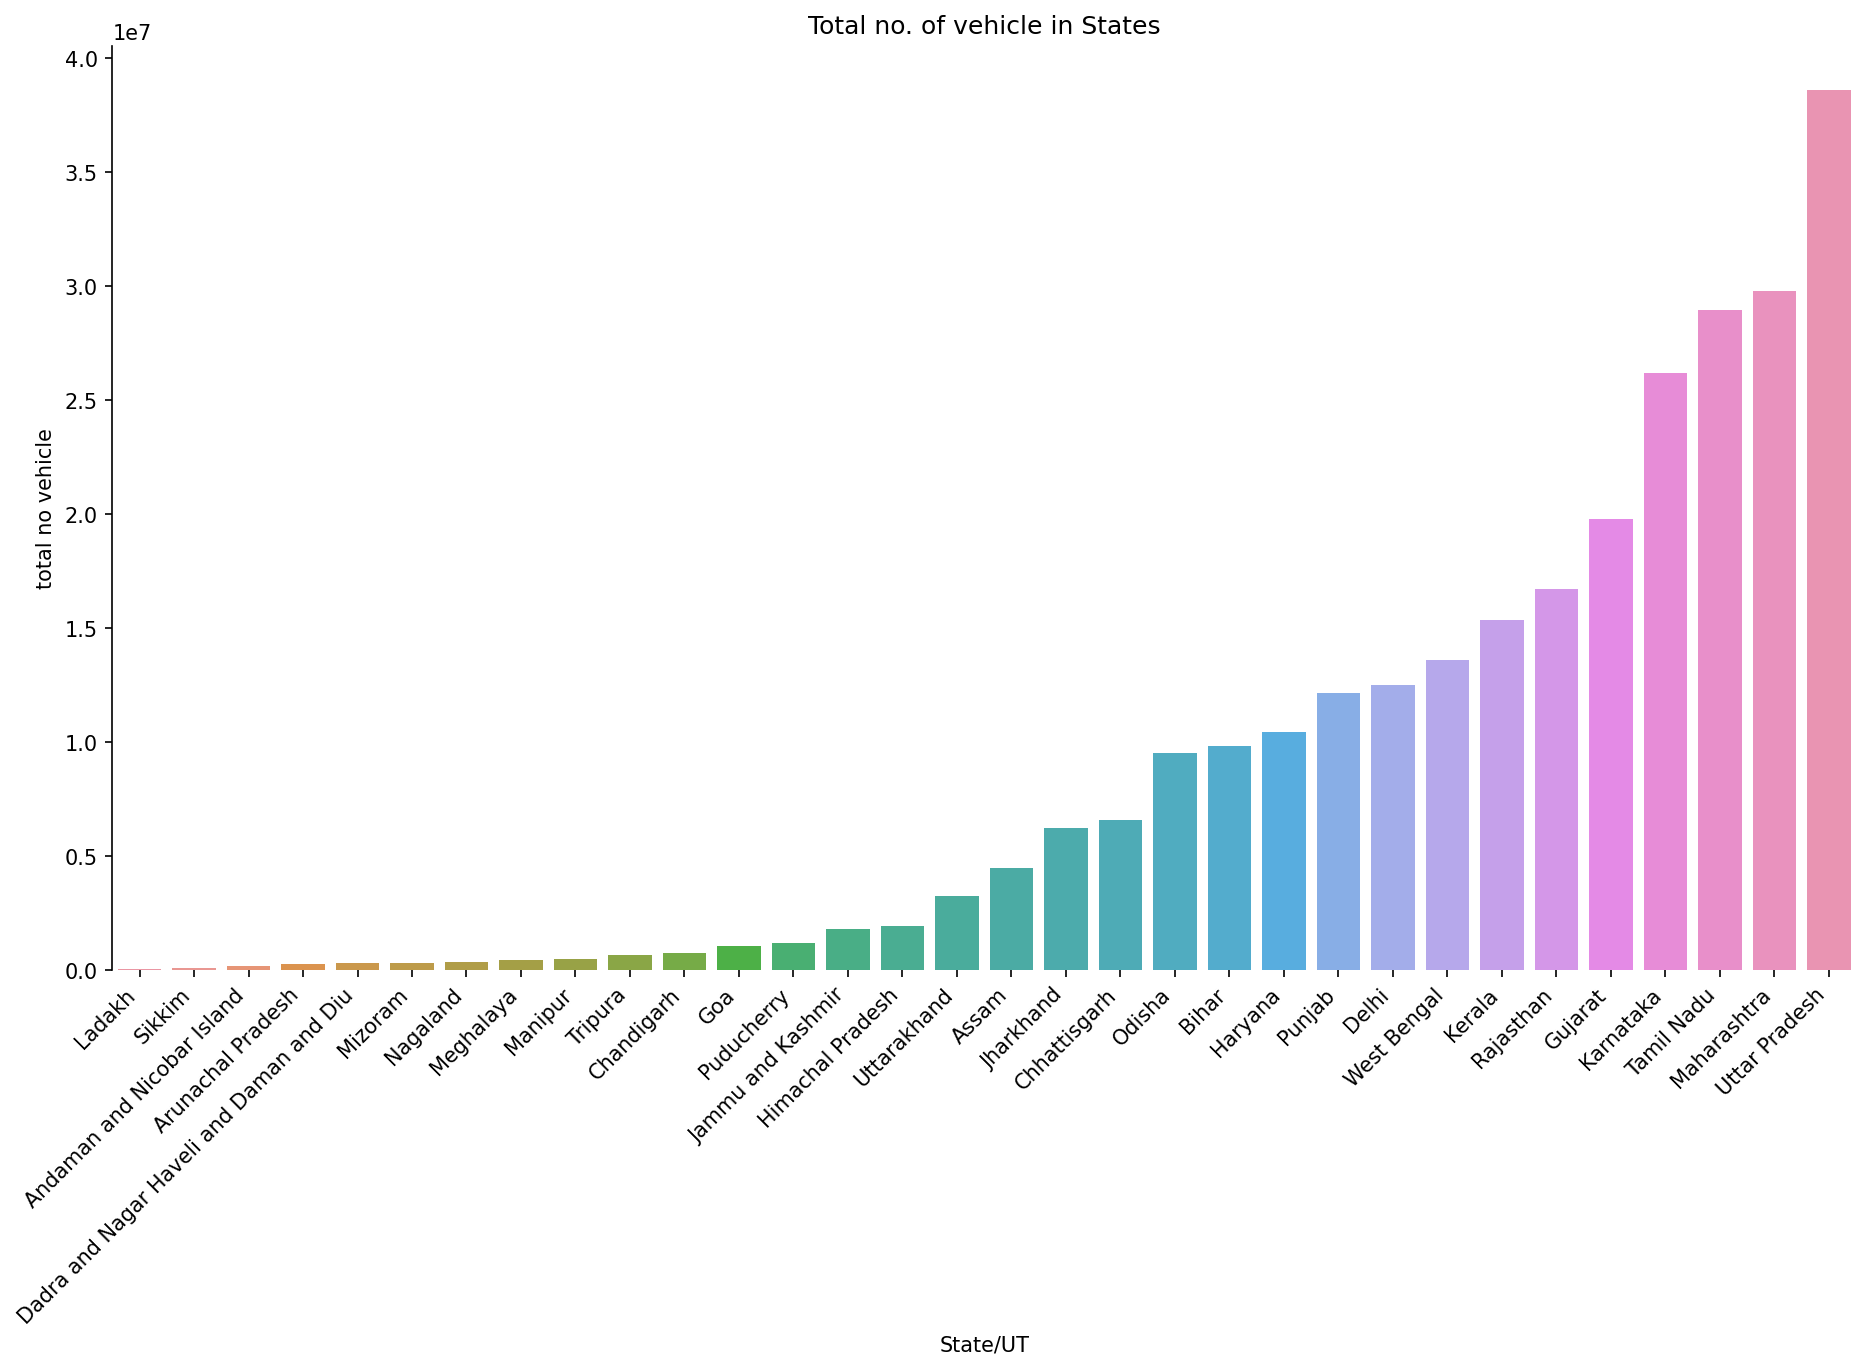 Total no. of vehicle in States
1e7
4.0
3.5
3.0
2.5
2.0
1.5
1.0
0.5
0.0
total no vehicle
Ladakh
Sikkim
Andaman and Nicobar Island
Arunachal Pradesh
Dadra and Nagar Haveli and Daman and Diu
Mizoram
Nagaland
Meghalaya
Manipur
Tripura
Chandigarh
Goa
Puducherry
Jammu and Kashmir
Himachal Pradesh
Uttarakhand
Assam
Jharkhand
Chhattisgarh
Odisha
Bihar
Haryana
Punjab
Delhi
West Bengal
Kerala
Rajasthan
Gujarat
Karnataka
Tamil Nadu
Maharashtra
Uttar Pradesh
State/UT